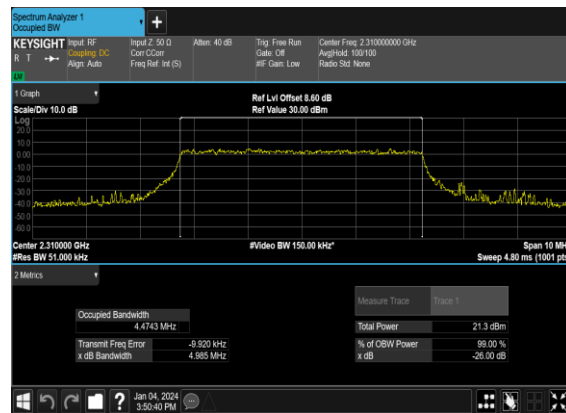 Spectrum Analyzer 1
Occupied BW
+
KEYSIGHT
R T
LU
Input: RF
Coupling: DC
Align: Auto
Input Z: 50 Ω
Corr CCorr
Freq Ref: Int (S)
Atten: 40 dB
Trig: Free Run
Gate: Off
#IF Gain: Low
Center Freq: 2.310000000 GHz
Avg|Hold: 100/100
Radio Std: None
1 Graph
Scale/Div 10.0 dB
Ref Lvl Offset 8.60 dB
Ref Value 30.00 dBm
Log
20.0
10.0
0.00
-10.0
-20.0
-30.0
-40.0
-50.0
-60.0
Center 2.310000 GHz
#Res BW 51.000 kHz
#Video BW 150.00 kHz*
Span 10 MH
Sweep 4.80 ms (1001 pts
2 Metrics
Measure Trace Trace 1
Occupied Bandwidth
4.4743 MHz
Total Power 21.3 dBm
Transmit Freq Error -9.920 kHz
% of OBW Power 99.00 %
x dB Bandwidth 4.985 MHz
x dB -26.00 dB
?
Jan 04, 2024
3:50:40 PM